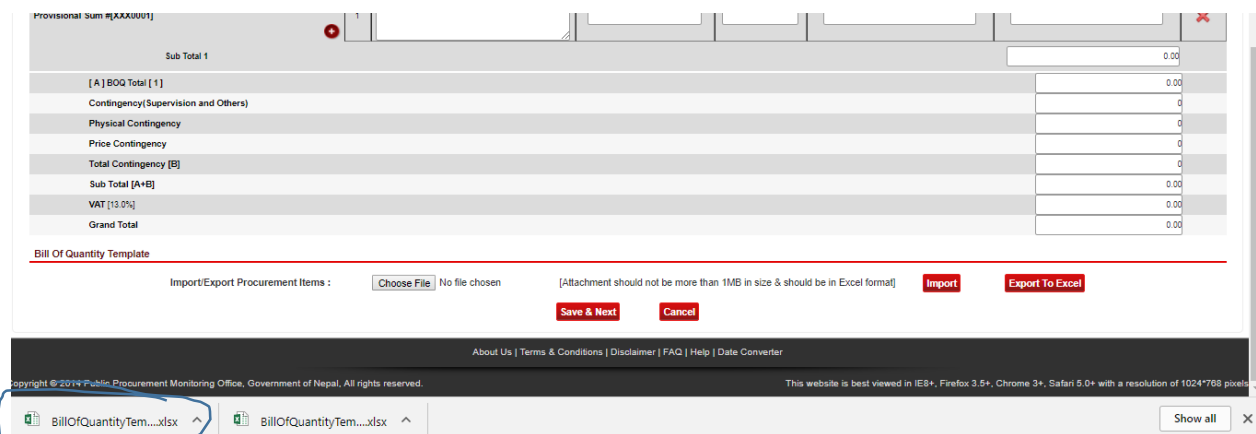 Provisional Sum #[XXX0001]
1
Sub Total 1 0.00
[ A ] BOQ Total [ 1 ] 0.00
Contingency(Supervision and Others) 0
Physical Contingency 0
Price Contingency 0
Total Contingency [B] 0
Sub Total [A+B] 0.00
VAT [13.0%] 0.00
Grand Total 0.00
Bill Of Quantity Template
Import/Export Procurement Items : Choose File No file chosen [Attachment should not be more than 1MB in size & should be in Excel format] Import Export To Excel
Save & Next Cancel
About Us | Terms & Conditions | Disclaimer | FAQ | Help | Date Converter
opyright © 2014 Public Procurement Monitoring Office, Government of Nepal, All rights reserved. This website is best viewed in IE8+, Firefox 3.5+, Chrome 3+, Safari 5.0+ with a resolution of 1024*768 pixels
BillOfQuantityTem....xlsx BillOfQuantityTem....xlsx Show all